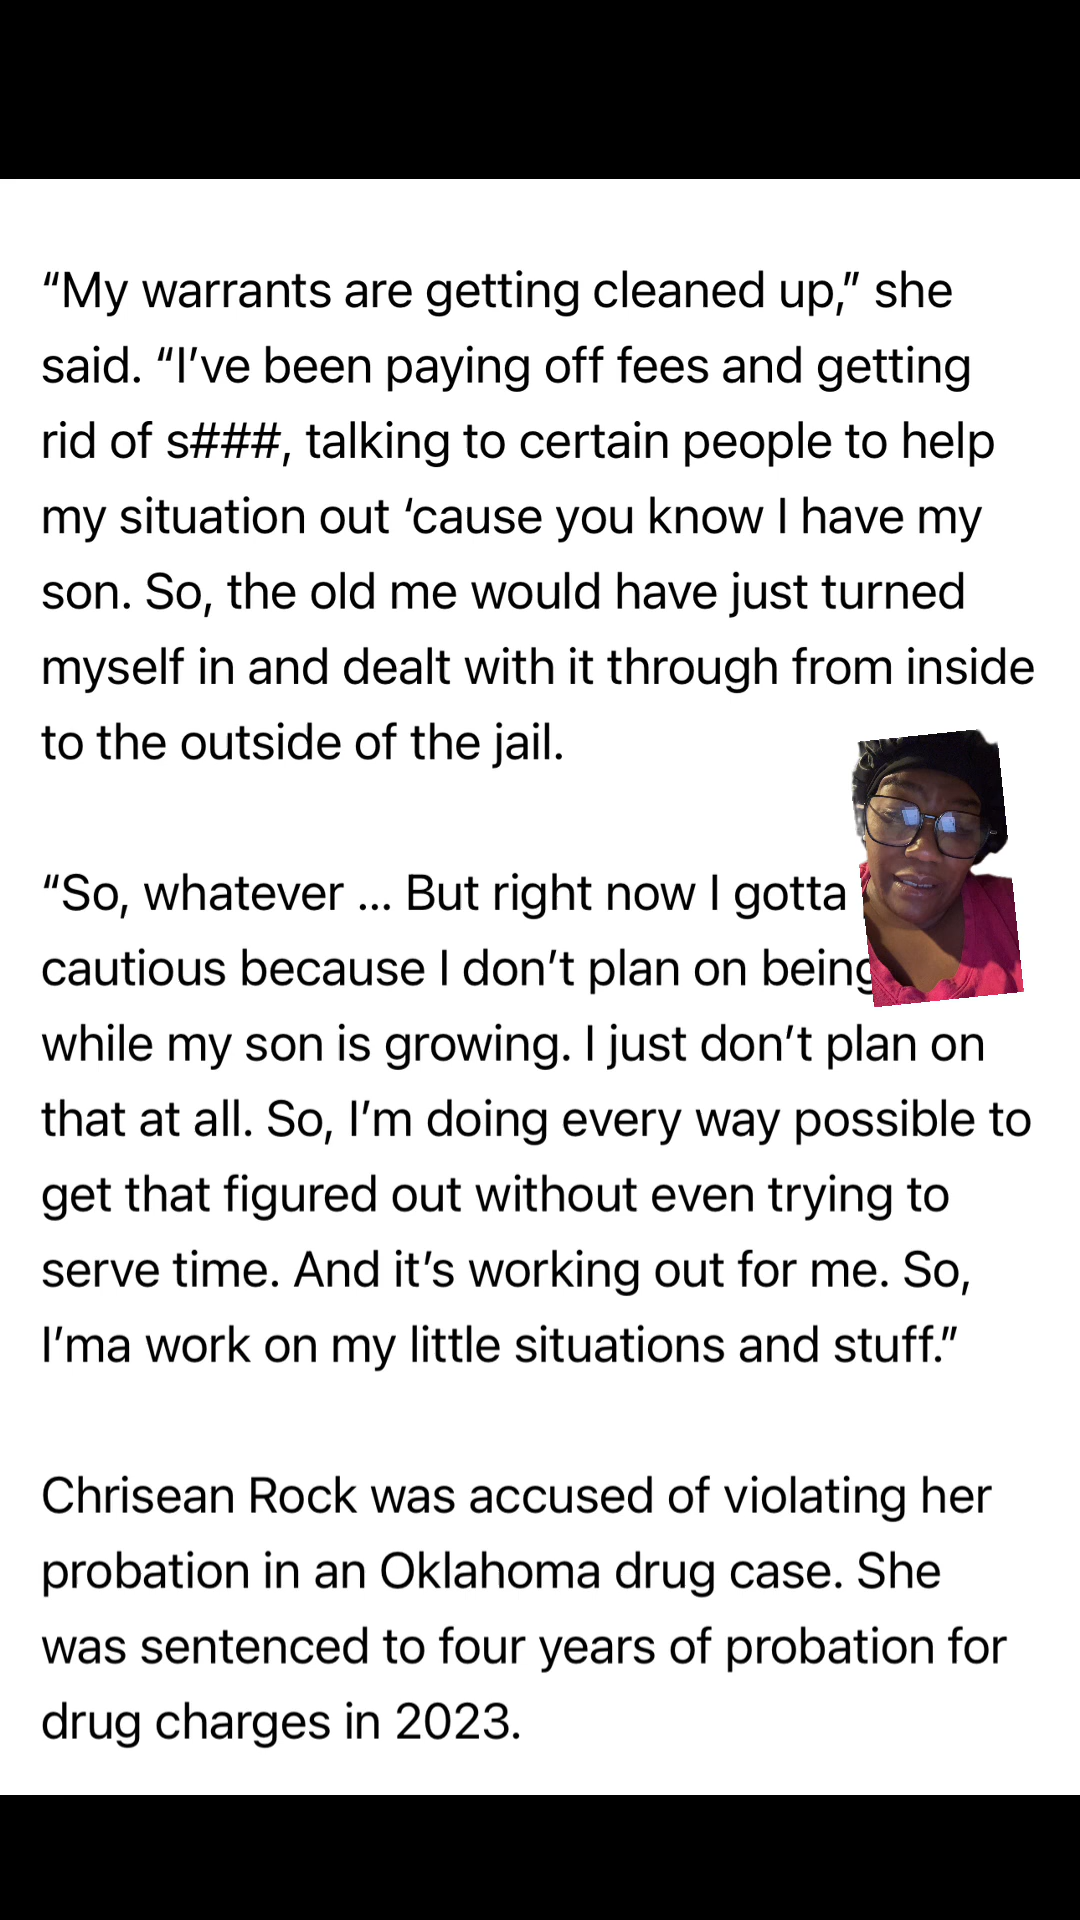 “My warrants are getting cleaned up,” she
said. “I’ve been paying off fees and getting
rid of s###, talking to certain people to help
my situation out ‘cause you know I have my
son. So, the old me would have just turned
myself in and dealt with it through from inside
to the outside of the jail.
“So, whatever ... But right now I gotta
cautious because I don’t plan on being
while my son is growing. I just don’t plan on
that at all. So, I’m doing every way possible to
get that figured out without even trying to
serve time. And it’s working out for me. So,
I’ma work on my little situations and stuff.”
Chrisean Rock was accused of violating her
probation in an Oklahoma drug case. She
was sentenced to four years of probation for
drug charges in 2023.